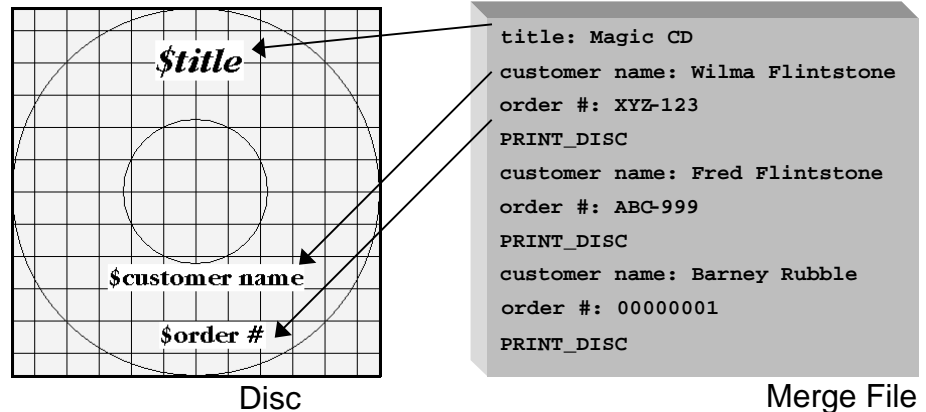 $title
$customer name
$order #
Disc
title: Magic CD
customer name: Wilma Flintstone
order #: XYZ-123
PRINT_DISC
customer name: Fred Flintstone
order #: ABC-999
PRINT_DISC
customer name: Barney Rubble
order #: 00000001
PRINT_DISC
Merge File